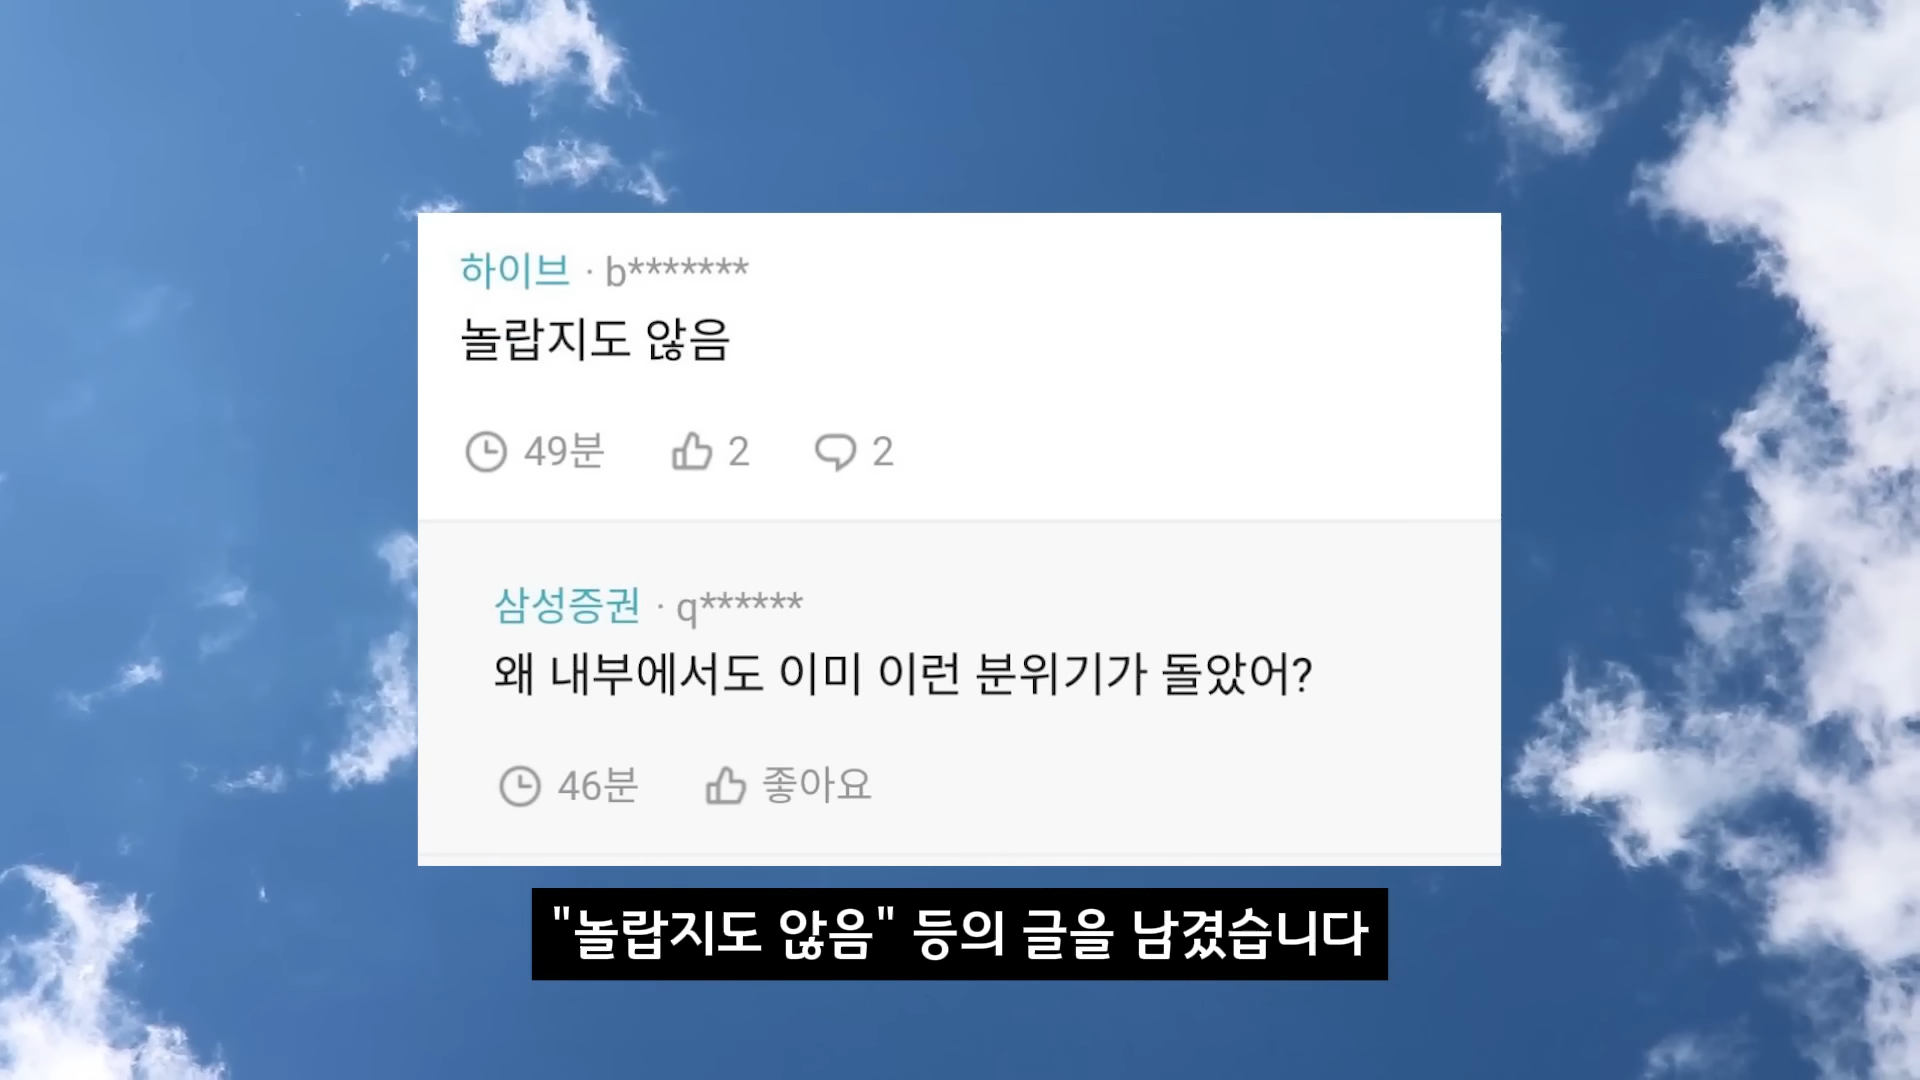 하이브 · b*******
놀랍지도 않음
49분 2 2
삼성증권 · q******
왜 내부에서도 이미 이런 분위기가 돌았어?
46분 좋아요
"놀랍지도 않음" 등의 글을 남겼습니다